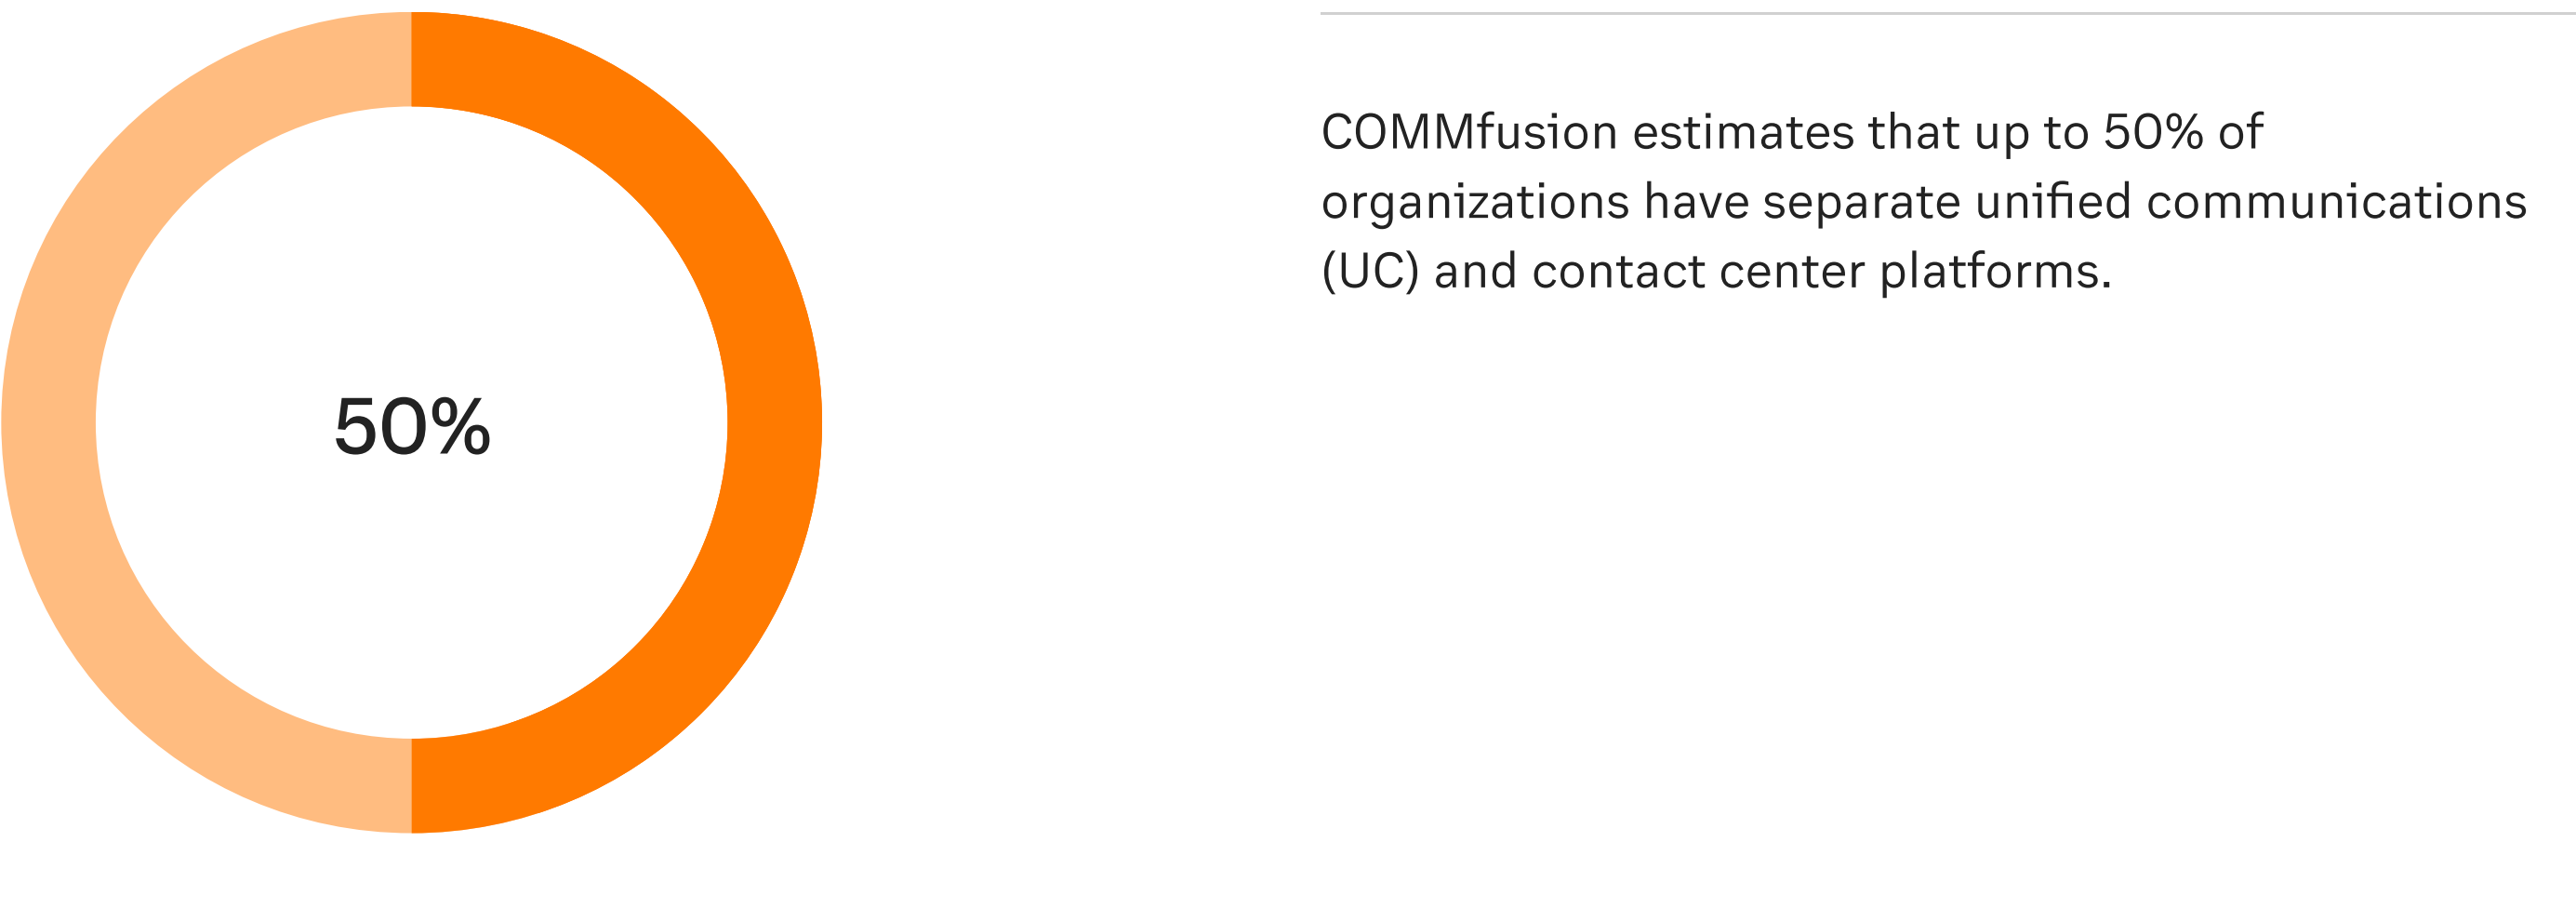 50%
COMMfusion estimates that up to 50% of
organizations have separate unified communications
(UC) and contact center platforms.